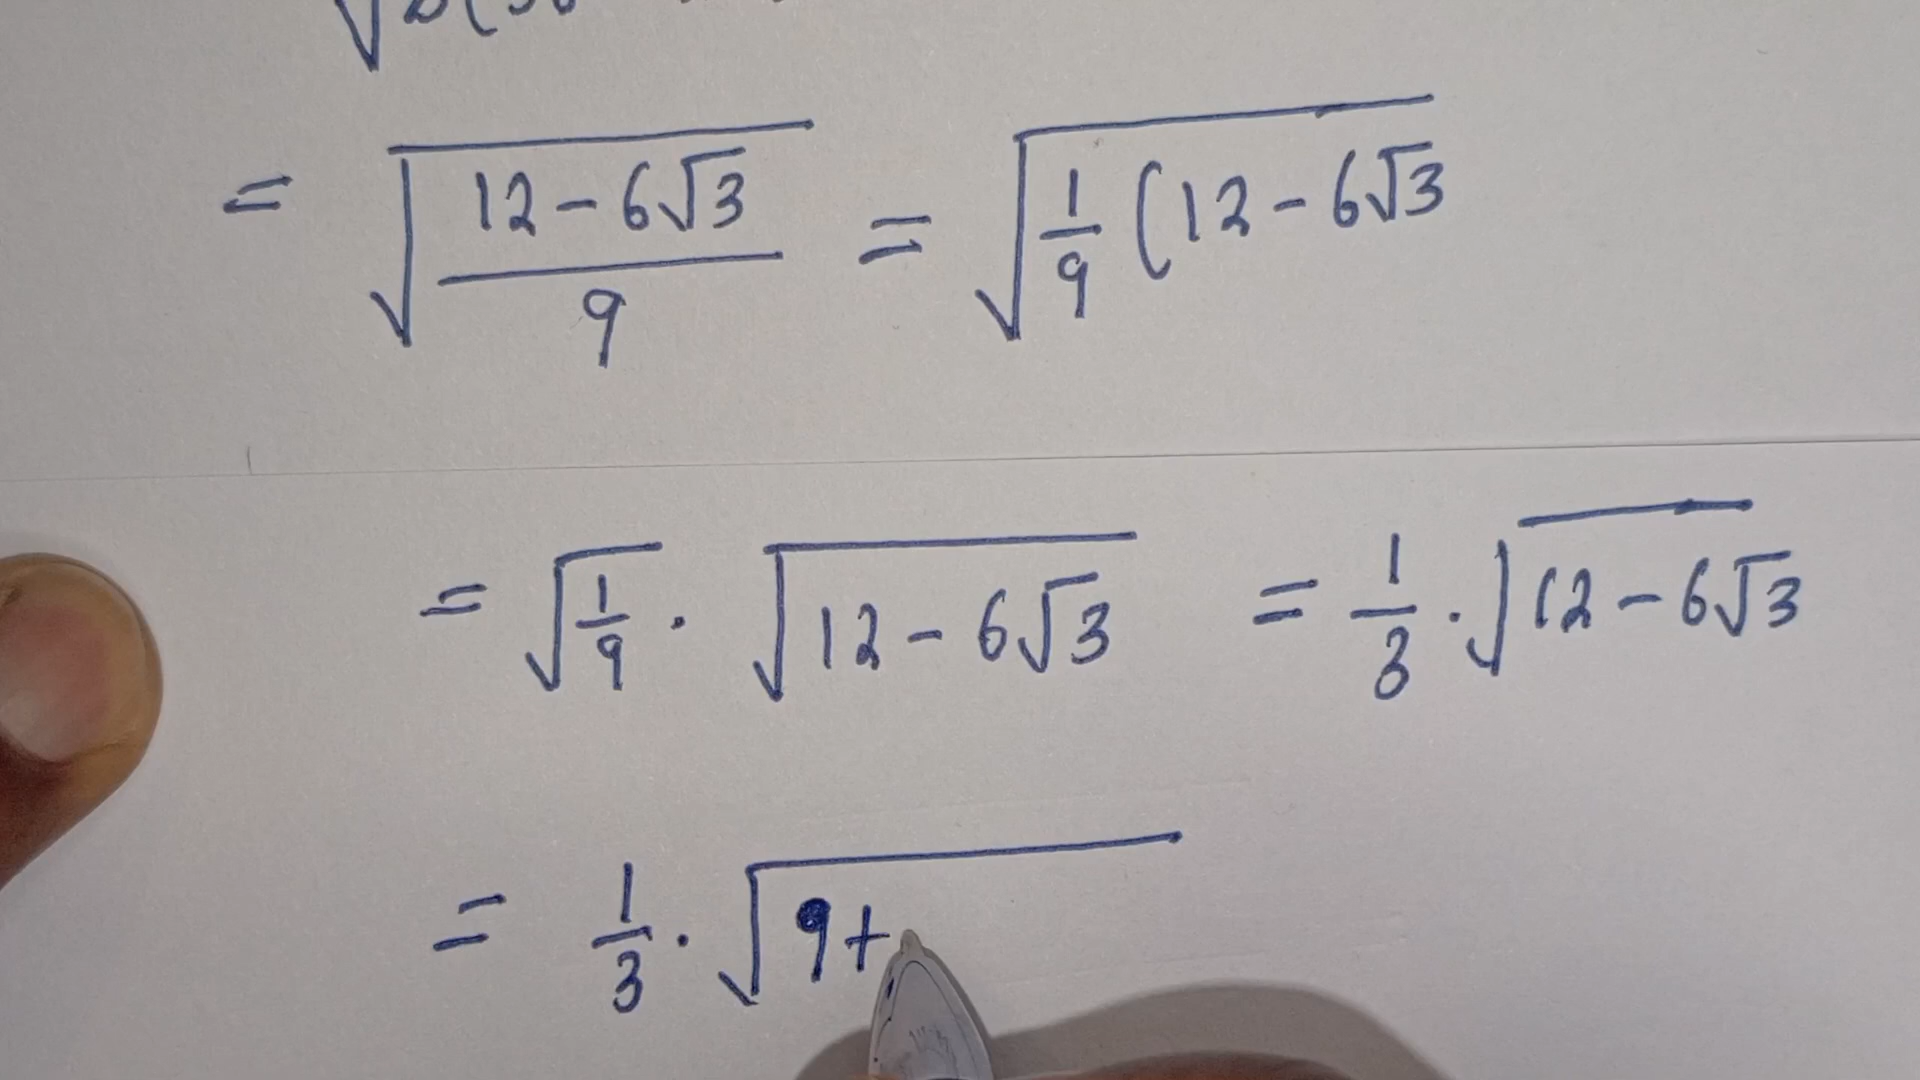 = √((12 - 6√3)/9) = √(1/9 (12 - 6√3
= √(1/9) · √(12 - 6√3) = 1/3 · √(12 - 6√3)
= 1/3 · √(9 +